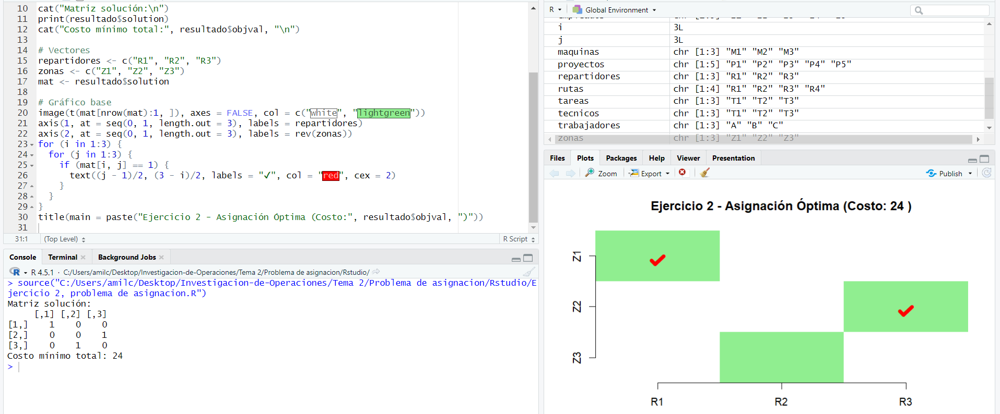 10 cat("Matriz solución:\n")
11 print(resultado$solution)
12 cat("Costo mínimo total:", resultado$objval, "\n")
13
14 # Vectores
15 repartidores <- c("R1", "R2", "R3")
16 zonas <- c("Z1", "Z2", "Z3")
17 mat <- resultado$solution
18
19 # Gráfico base
20 image(t(mat[nrow(mat):1, ]), axes = FALSE, col = c("white", "lightgreen"))
21 axis(1, at = seq(0, 1, length.out = 3), labels = repartidores)
22 axis(2, at = seq(0, 1, length.out = 3), labels = rev(zonas))
23 for (i in 1:3) {
24   for (j in 1:3) {
25     if (mat[i, j] == 1) {
26       text((j - 1)/2, (3 - i)/2, labels = "✓", col = "red", cex = 2)
27     }
28   }
29 }
30 title(main = paste("Ejercicio 2 - Asignación Óptima (Costo:", resultado$objval, ")"))
31
31:1 (Top Level) R Script
Console Terminal Background Jobs
R R 4.5.1 · C:/Users/amilc/Desktop/Investigacion-de-Operaciones/Tema 2/Problema de asignacion/Rstudio/
> source("C:/Users/amilc/Desktop/Investigacion-de-Operaciones/Tema 2/Problema de asignacion/Rstudio/E
jercicio 2, problema de asignacion.R")
Matriz solución:
     [,1] [,2] [,3]
[1,]    1    0    0
[2,]    0    0    1
[3,]    0    1    0
Costo mínimo total: 24
>
R Global Environment
i 3L
j 3L
maquinas chr [1:3] "M1" "M2" "M3"
proyectos chr [1:5] "P1" "P2" "P3" "P4" "P5"
repartidores chr [1:3] "R1" "R2" "R3"
rutas chr [1:4] "R1" "R2" "R3" "R4"
tareas chr [1:3] "T1" "T2" "T3"
tecnicos chr [1:3] "T1" "T2" "T3"
trabajadores chr [1:3] "A" "B" "C"
zonas chr [1:3] "Z1" "Z2" "Z3"
Files Plots Packages Help Viewer Presentation
Zoom Export Publish
Ejercicio 2 - Asignación Óptima (Costo: 24 )
Z1
Z2
Z3
R1 R2 R3